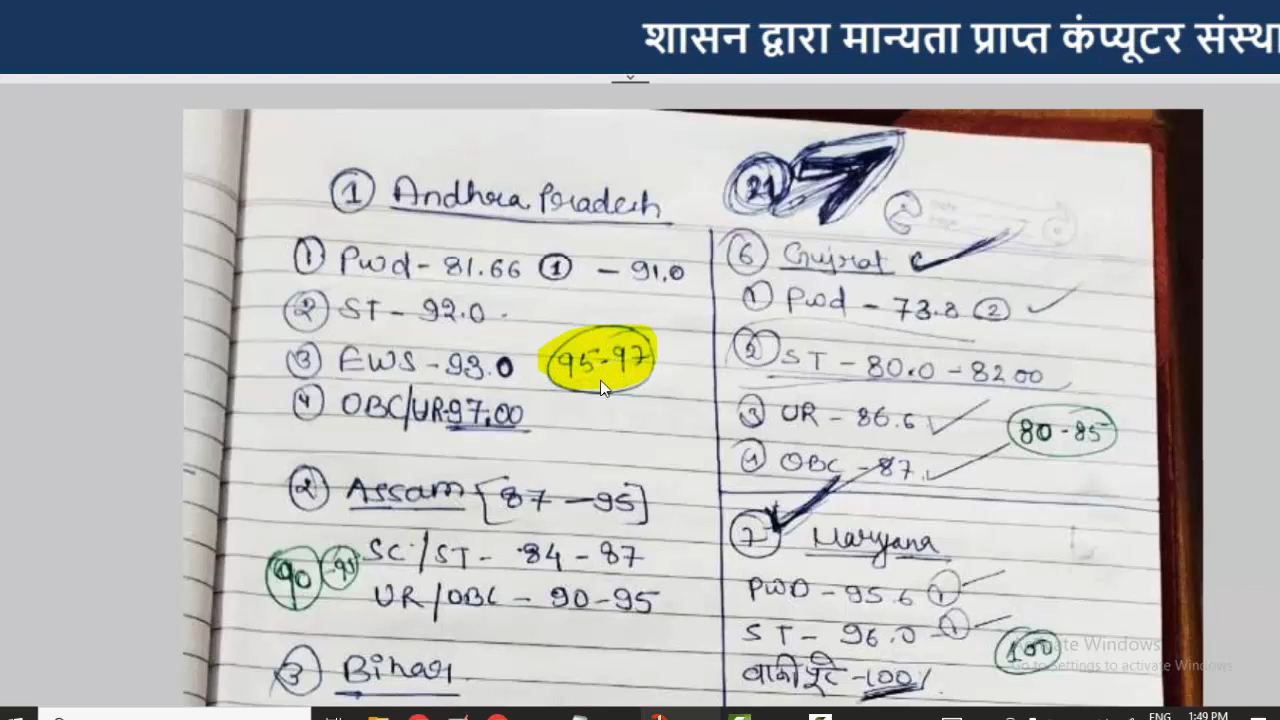 शासन द्वारा मान्यता प्राप्त कंप्यूटर संस्था
21
① Andhra Pradesh
① Pwd - 81.66 ① - 91.0
② ST - 92.0
③ EWS - 93.0 95-97
④ OBC/UR-97.00
② Assam [87 - 95]
90 SC/ST - 84 - 87
UR/OBC - 90-95
③ Bihar
⑥ Gujrat
① Pwd - 73.8 ②
② ST - 80.0 - 82.00
③ UR - 86.6
④ OBC - 87
80 - 85
⑦ Haryana
PWD - 95.6 ①
ST - 96.0 - ①
बाकी पूरे - 100%
100
Activate Windows
Go to Settings to activate Windows
ENG 1:49 PM